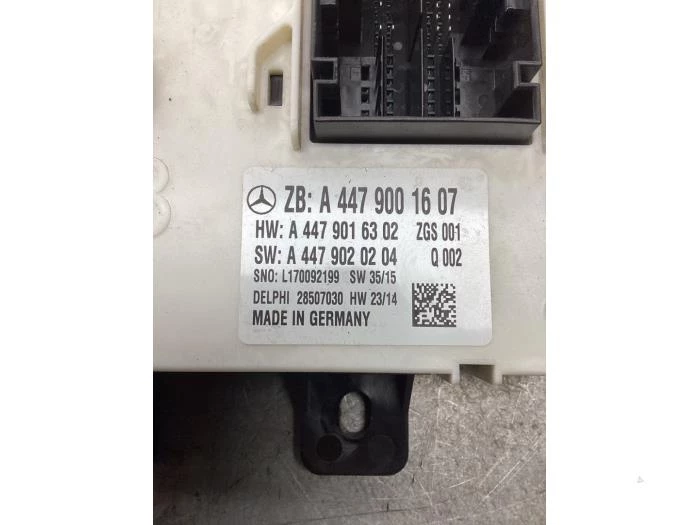 ZB: A 447 900 16 07
HW: A 447 901 63 02 ZGS 001
SW: A 447 902 02 04 Q 002
SNO: L170092199 SW 35/15
DELPHI 28507030 HW 23/14
MADE IN GERMANY